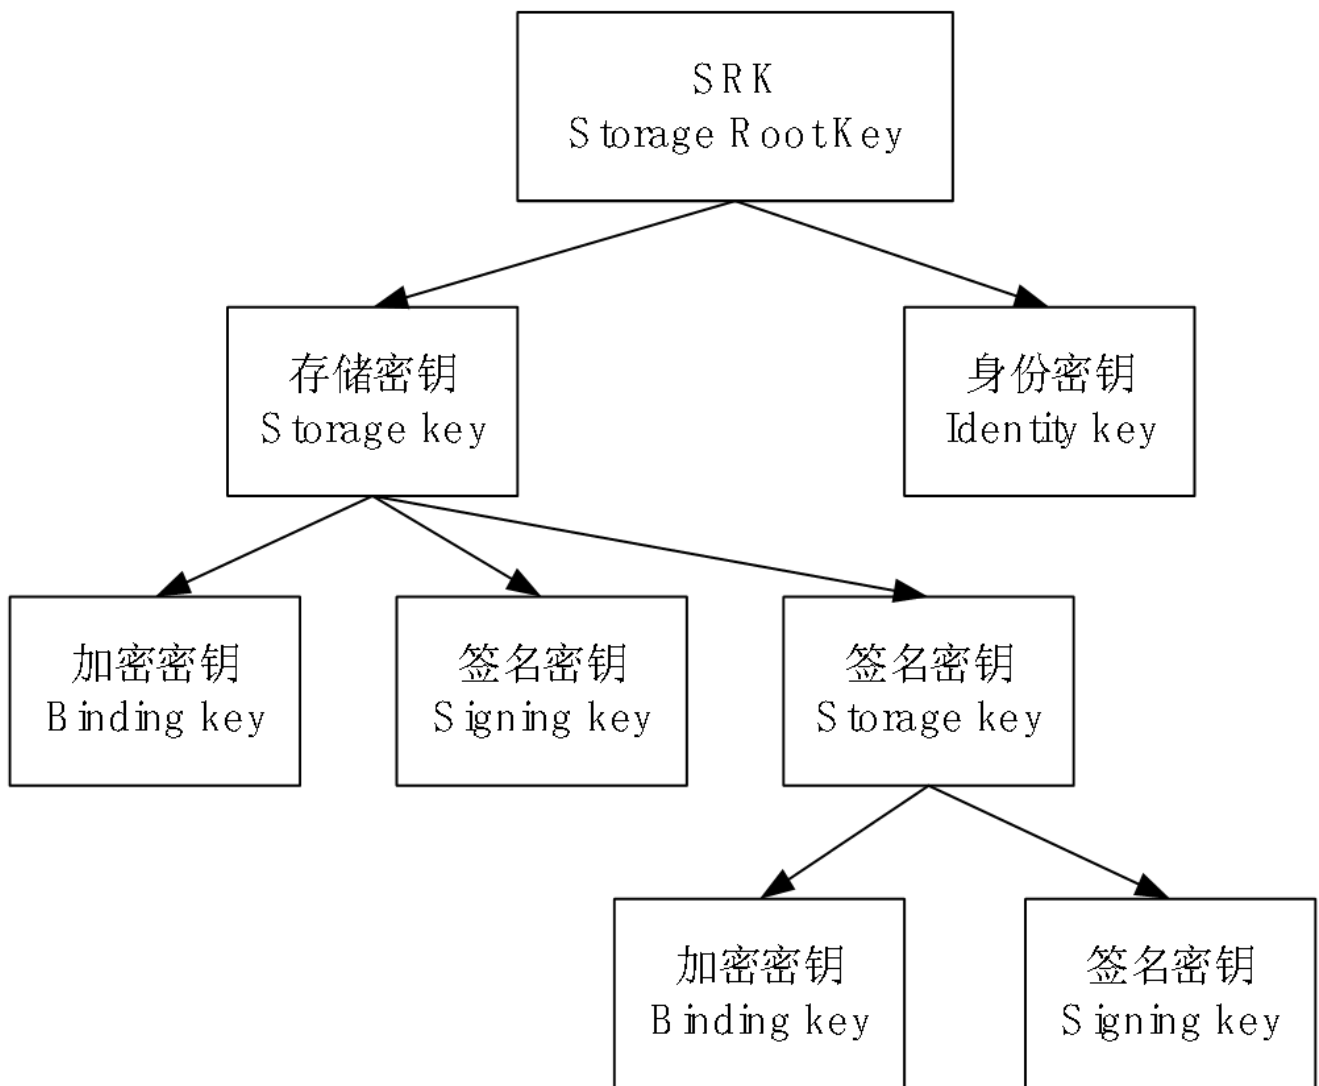 SRK
Storage Root Key
存储密钥
Storage key
身份密钥
Identity key
加密密钥
Binding key
签名密钥
Signing key
签名密钥
Storage key
加密密钥
Binding key
签名密钥
Signing key